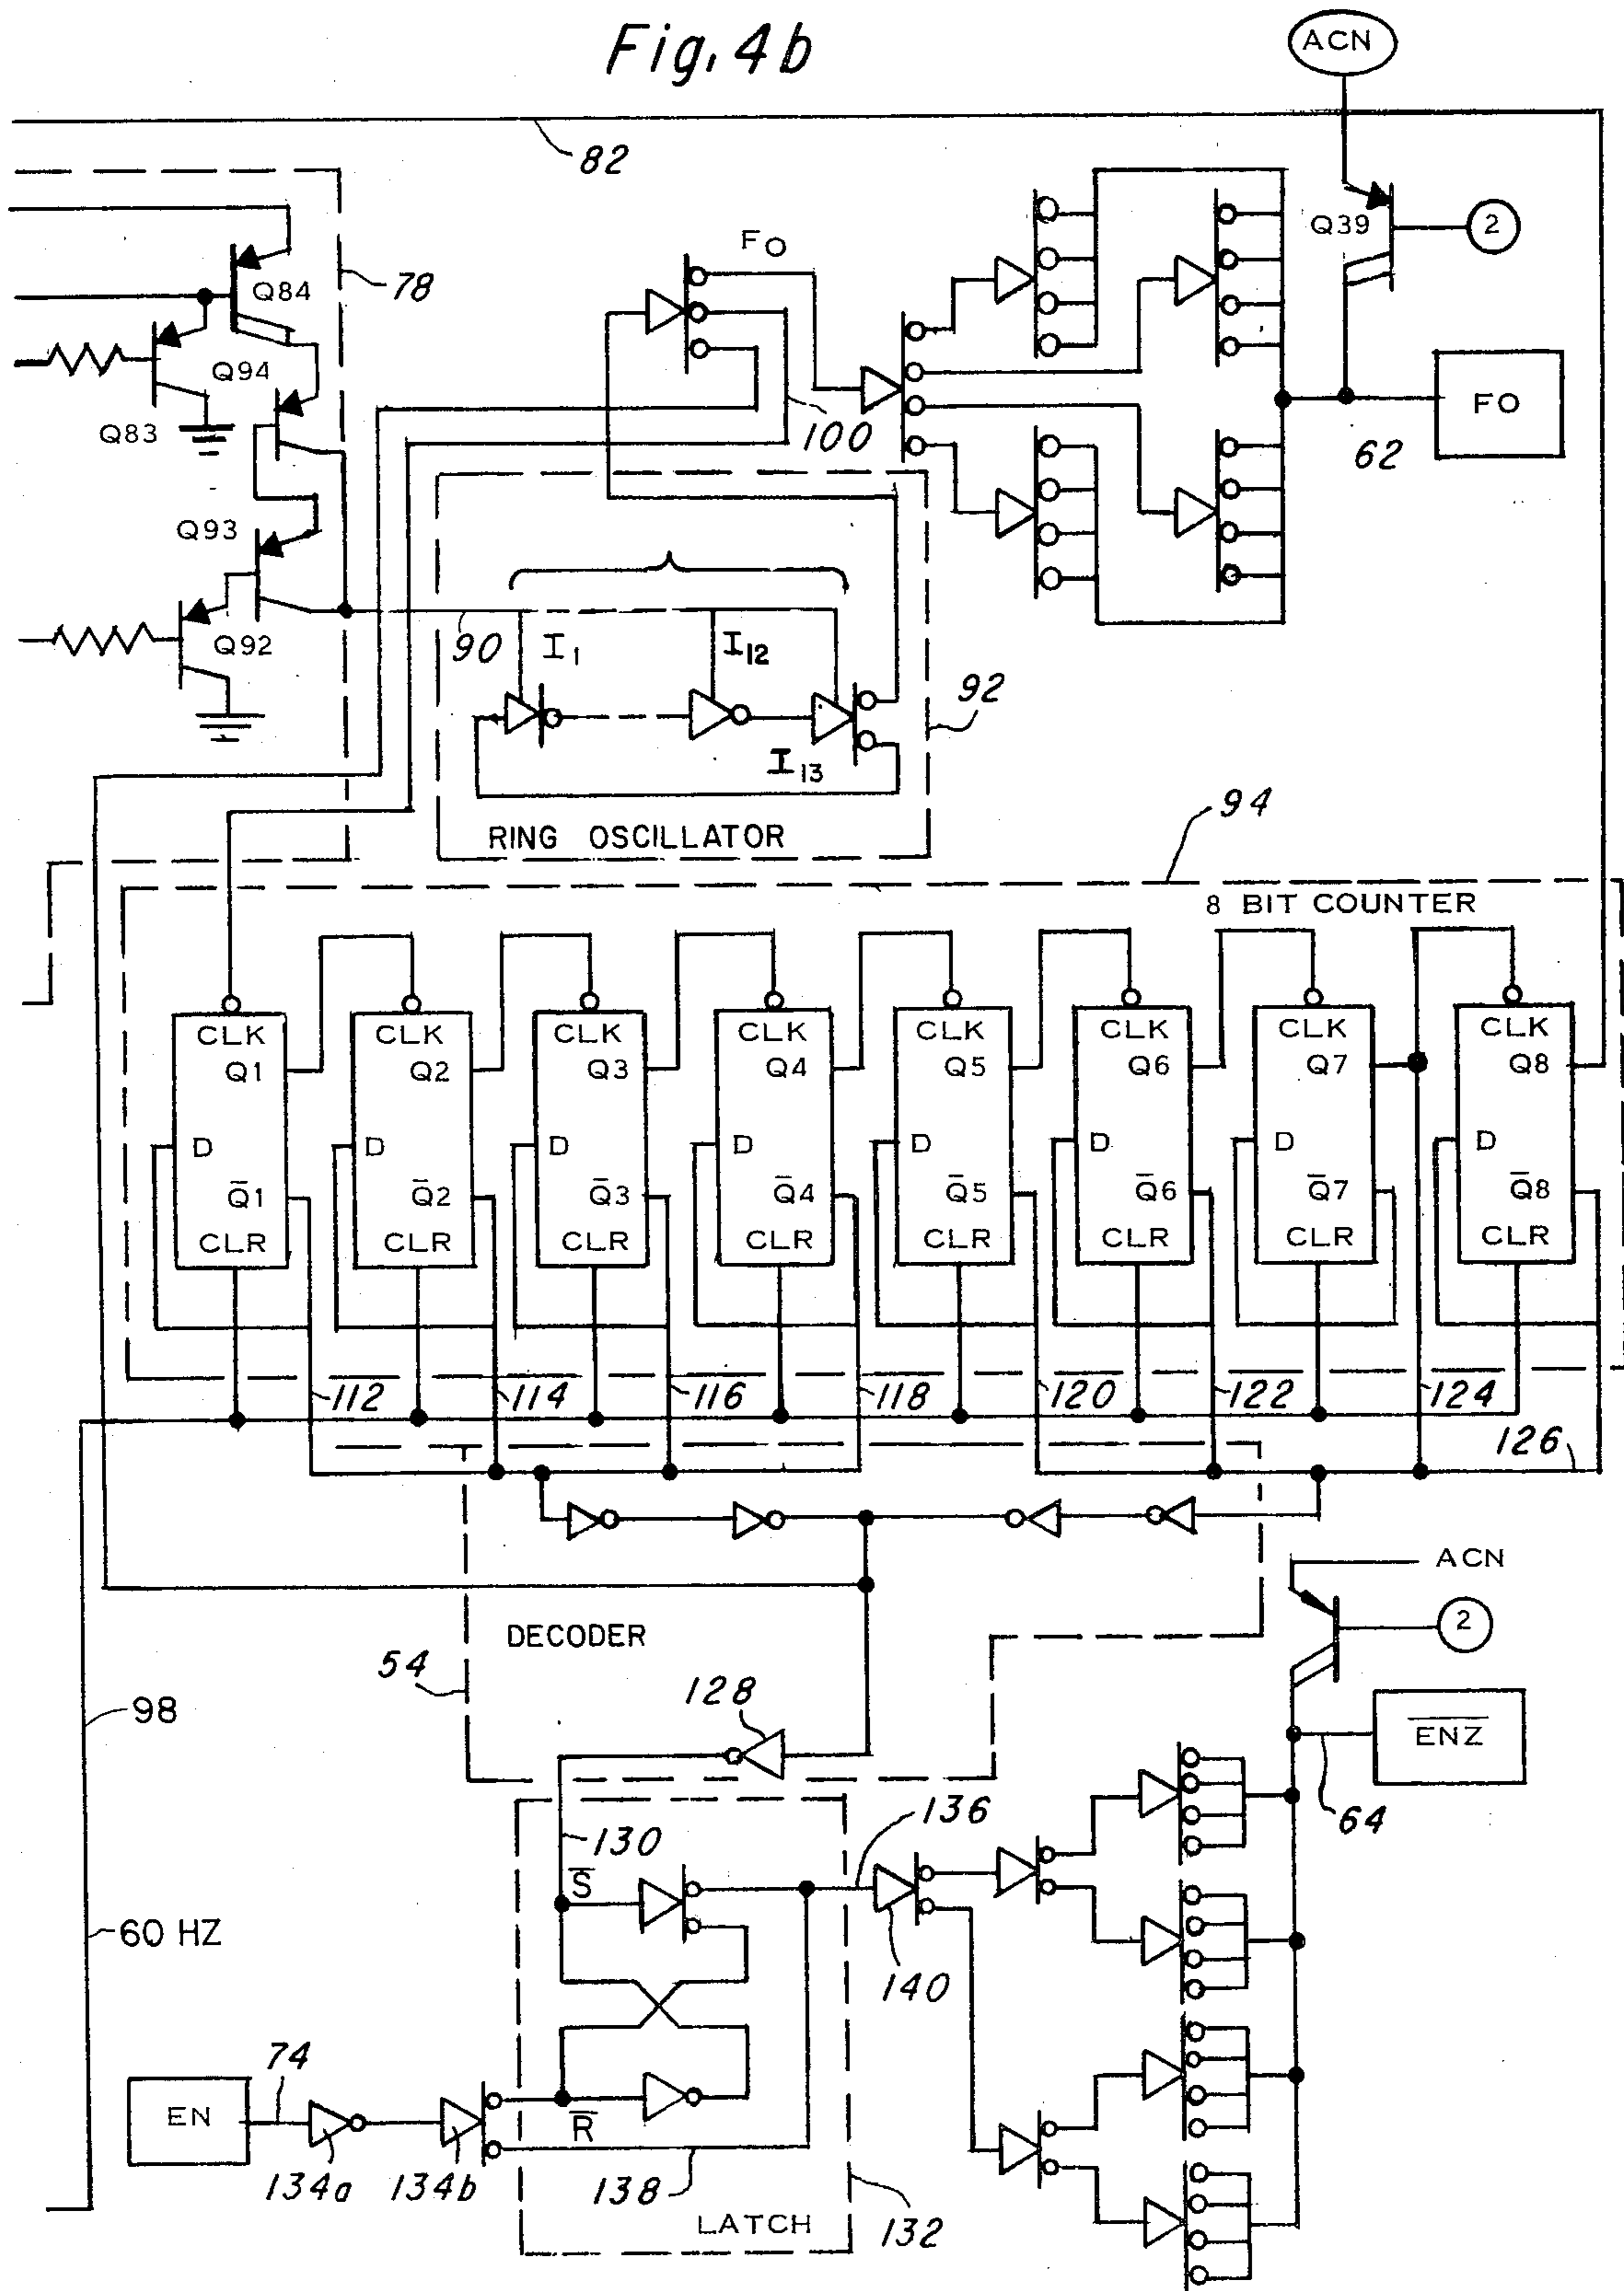 Fig. 4b
ACN
82
Q39
2
FO
78
Q84
Q94
Q83
100
62
FO
Q93
Q92
90
I1
I12
92
I13
RING OSCILLATOR
94
8 BIT COUNTER
CLK CLK CLK CLK CLK CLK CLK CLK
Q1 Q2 Q3 Q4 Q5 Q6 Q7 Q8
D D D D D D D D
Q̅1 Q̅2 Q̅3 Q̅4 Q̅5 Q̅6 Q̅7 Q̅8
CLR CLR CLR CLR CLR CLR CLR CLR
112 114 116 118 120 122 124
126
ACN
DECODER
2
54
128
98
E̅N̅Z̅
64
130
136
S̅
60 HZ
140
74
EN
R̅
134a 134b 138
LATCH
132